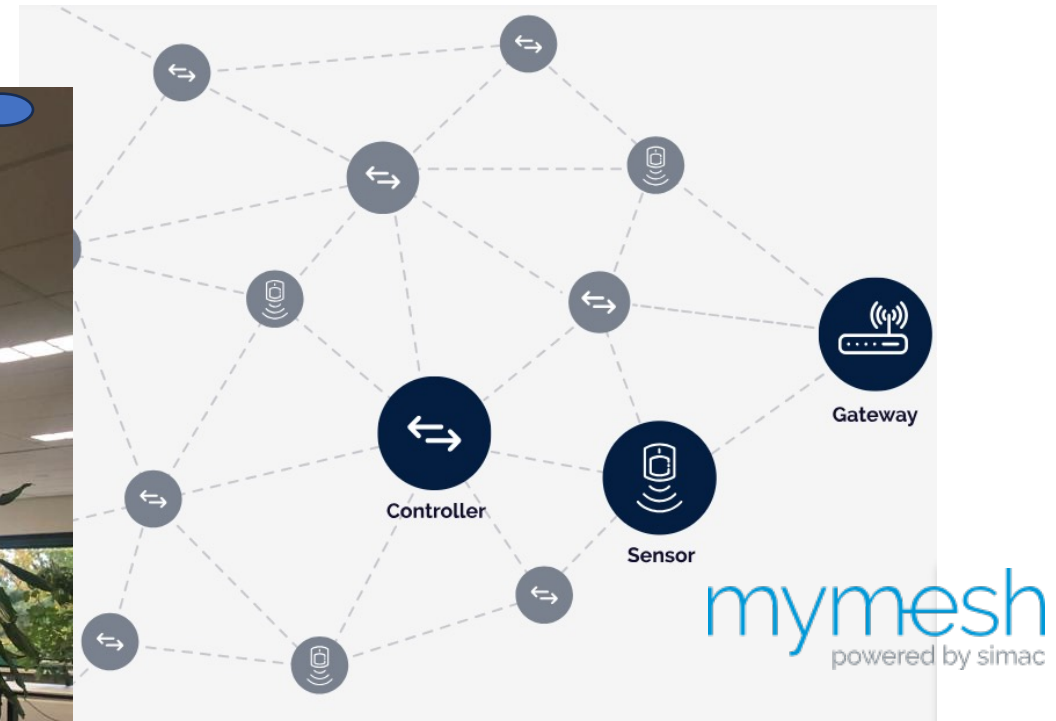 Gateway
Controller
Sensor
mymesh
powered by simac